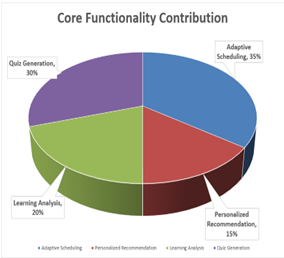 Core Functionality Contribution
Adaptive
Scheduling, 35%
Quiz Generation,
30%
Learning Analysis,
20%
Personalized
Recommendation,
15%
Adaptive Scheduling
Personalized Recommendation
Learning Analysis
Quiz Generation